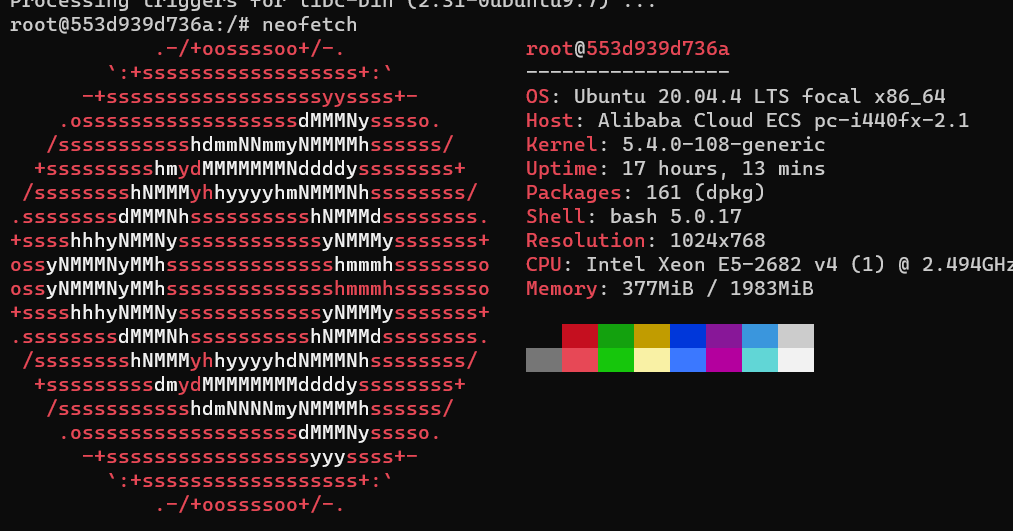 Processing triggers for libc-bin (2.31-0ubuntu9.7) ...
root@553d939d736a:/# neofetch
            .-/+oossssoo+/-.               root@553d939d736a
        `:+ssssssssssssssssss+:`           -----------------
      -+ssssssssssssssssssyyssss+-         OS: Ubuntu 20.04.4 LTS focal x86_64
    .ossssssssssssssssssdMMMNysssso.       Host: Alibaba Cloud ECS pc-i440fx-2.1
   /ssssssssssshdmmNNmmyNMMMMhssssss/      Kernel: 5.4.0-108-generic
  +ssssssssshmydMMMMMMMNddddyssssssss+     Uptime: 17 hours, 13 mins
 /sssssssshNMMMyhhyyyyhmNMMMNhssssssss/    Packages: 161 (dpkg)
.ssssssssdMMMNhsssssssssshNMMMdssssssss.   Shell: bash 5.0.17
+sssshhhyNMMNyssssssssssssyNMMMysssssss+   Resolution: 1024x768
ossyNMMMNyMMhsssssssssssssshmmmhssssssso   CPU: Intel Xeon E5-2682 v4 (1) @ 2.494GHz
ossyNMMMNyMMhsssssssssssssshmmmhssssssso   Memory: 377MiB / 1983MiB
+sssshhhyNMMNyssssssssssssyNMMMysssssss+
.ssssssssdMMMNhsssssssssshNMMMdssssssss.
 /sssssssshNMMMyhhyyyyhdNMMMNhssssssss/
  +sssssssssdmydMMMMMMMMddddyssssssss+
   /ssssssssssshdmNNNNmyNMMMMhssssss/
    .ossssssssssssssssssdMMMNysssso.
      -+sssssssssssssssssyyyssss+-
        `:+ssssssssssssssssss+:`
            .-/+oossssoo+/-.